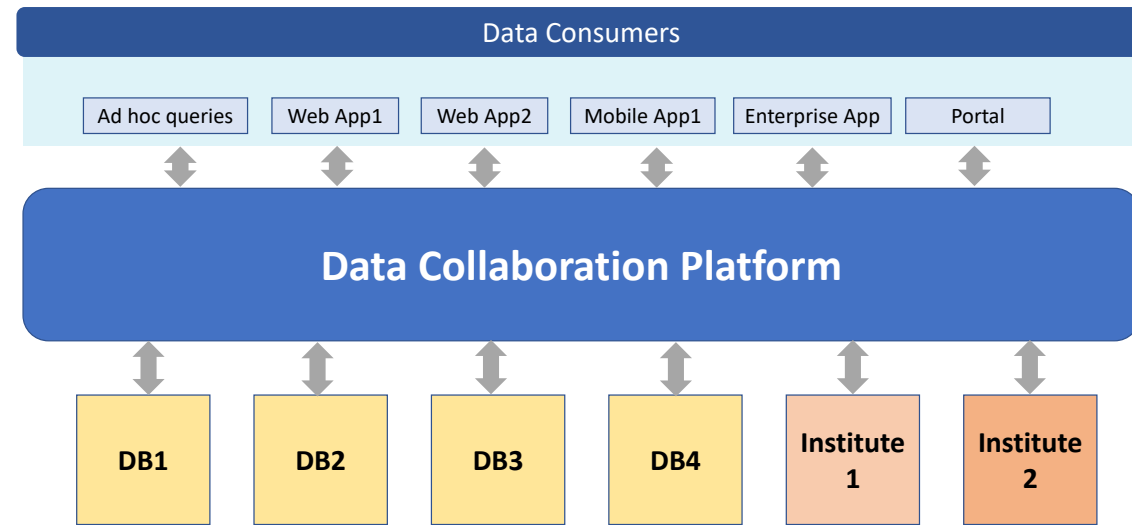 Data Consumers
Ad hoc queries
Web App1
Web App2
Mobile App1
Enterprise App
Portal
Data Collaboration Platform
DB1
DB2
DB3
DB4
Institute
1
Institute
2